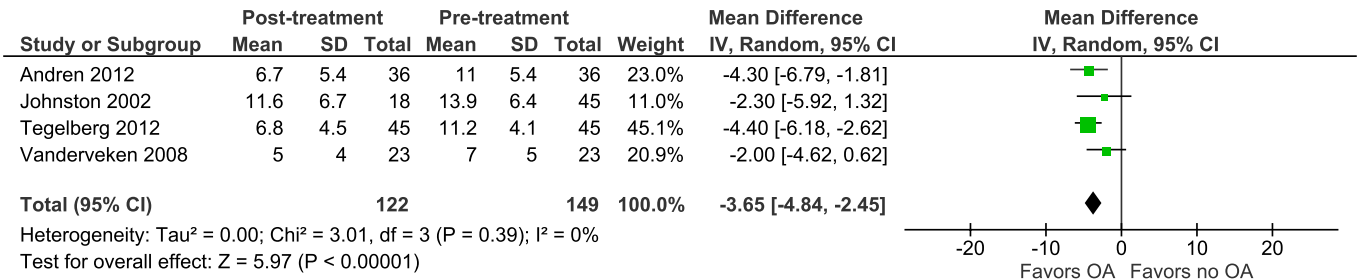 Post-treatment Pre-treatment Mean Difference Mean Difference
Study or Subgroup Mean SD Total Mean SD Total Weight IV, Random, 95% CI IV, Random, 95% CI
Andren 2012 6.7 5.4 36 11 5.4 36 23.0% -4.30 [-6.79, -1.81]
Johnston 2002 11.6 6.7 18 13.9 6.4 45 11.0% -2.30 [-5.92, 1.32]
Tegelberg 2012 6.8 4.5 45 11.2 4.1 45 45.1% -4.40 [-6.18, -2.62]
Vanderveken 2008 5 4 23 7 5 23 20.9% -2.00 [-4.62, 0.62]
Total (95% CI) 122 149 100.0% -3.65 [-4.84, -2.45]
Heterogeneity: Tau² = 0.00; Chi² = 3.01, df = 3 (P = 0.39); I² = 0%
Test for overall effect: Z = 5.97 (P < 0.00001)
-20 -10 0 10 20
Favors OA Favors no OA